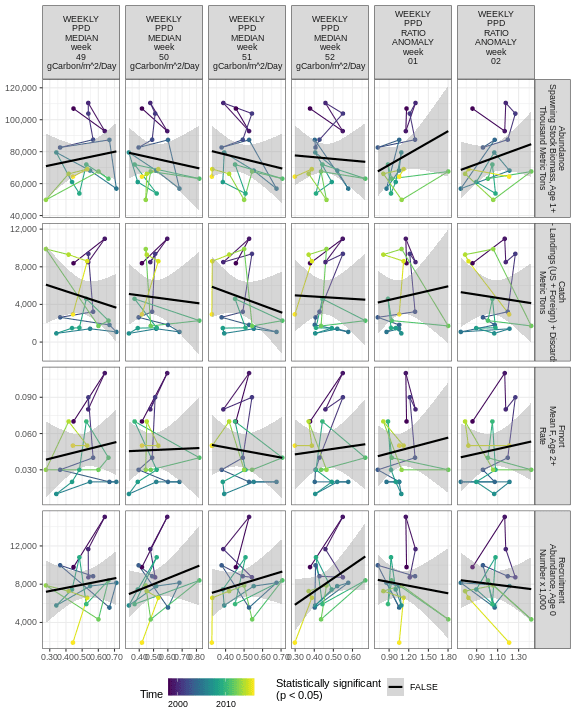 WEEKLY
PPD
MEDIAN
week
49
gCarbon/m^2/Day
WEEKLY
PPD
MEDIAN
week
50
gCarbon/m^2/Day
WEEKLY
PPD
MEDIAN
week
51
gCarbon/m^2/Day
WEEKLY
PPD
MEDIAN
week
52
gCarbon/m^2/Day
WEEKLY
PPD
RATIO
ANOMALY
week
01
WEEKLY
PPD
RATIO
ANOMALY
week
02
120,000
100,000
80,000
60,000
40,000
Abundance
Spawning Stock Biomass, Age 1+
Thousand Metric Tons
12,000
8,000
4,000
0
Catch
Landings (US + Foreign) + Discard
Metric Tons
0.090
0.060
0.030
Fmort
Mean F, Age 2+
Rate
12,000
8,000
4,000
Recruitment
Abundance, Age 0
Number x 1,000
0.30 0.40 0.50 0.60 0.70
0.40 0.50 0.60 0.70 0.80
0.40 0.50 0.60 0.70
0.40 0.50 0.60
0.90 1.20 1.50 1.80
0.90 1.10 1.30
Time
2000 2010
Statistically significant
(p < 0.05)
FALSE